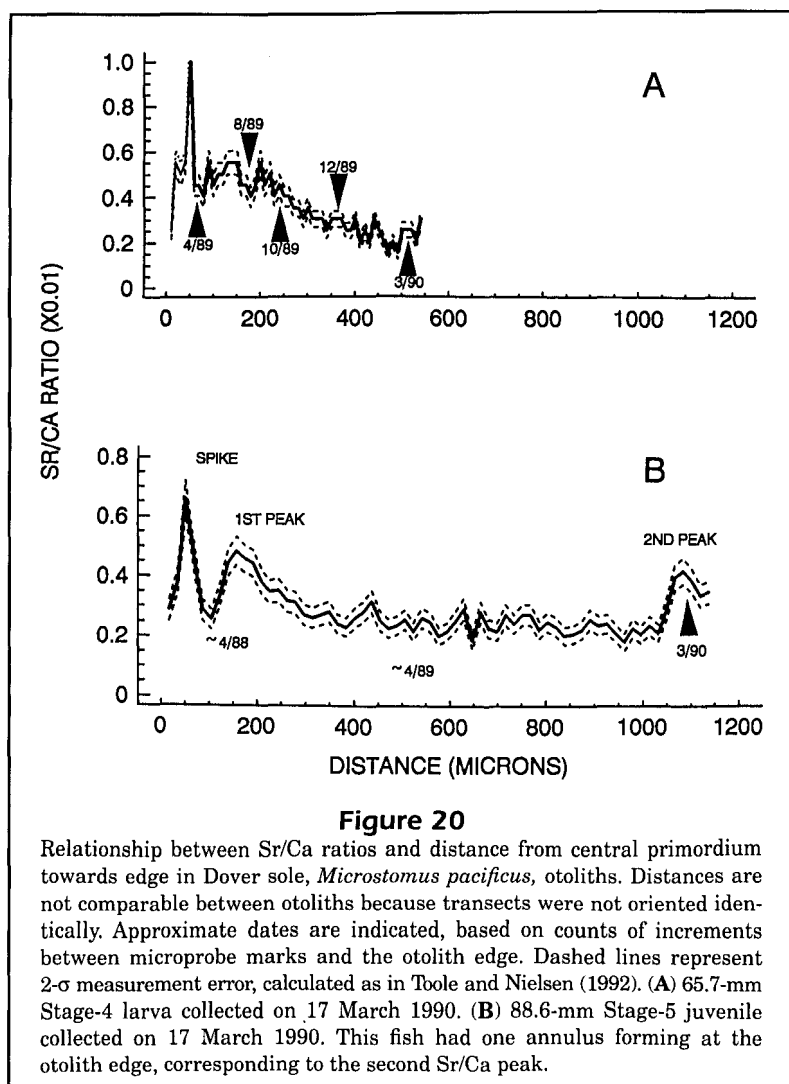 A
1.0
0.8
0.6
0.4
0.2
0
8/89
12/89
4/89
10/89
3/90
0 200 400 600 800 1000 1200
SR/CA RATIO (X0.01)
B
0.8
0.6
0.4
0.2
0
SPIKE
1ST PEAK
2ND PEAK
~4/88
~4/89
3/90
0 200 400 600 800 1000 1200
DISTANCE (MICRONS)
Figure 20
Relationship between Sr/Ca ratios and distance from central primordium
towards edge in Dover sole, Microstomus pacificus, otoliths. Distances are
not comparable between otoliths because transects were not oriented iden-
tically. Approximate dates are indicated, based on counts of increments
between microprobe marks and the otolith edge. Dashed lines represent
2-σ measurement error, calculated as in Toole and Nielsen (1992). (A) 65.7-mm
Stage-4 larva collected on 17 March 1990. (B) 88.6-mm Stage-5 juvenile
collected on 17 March 1990. This fish had one annulus forming at the
otolith edge, corresponding to the second Sr/Ca peak.